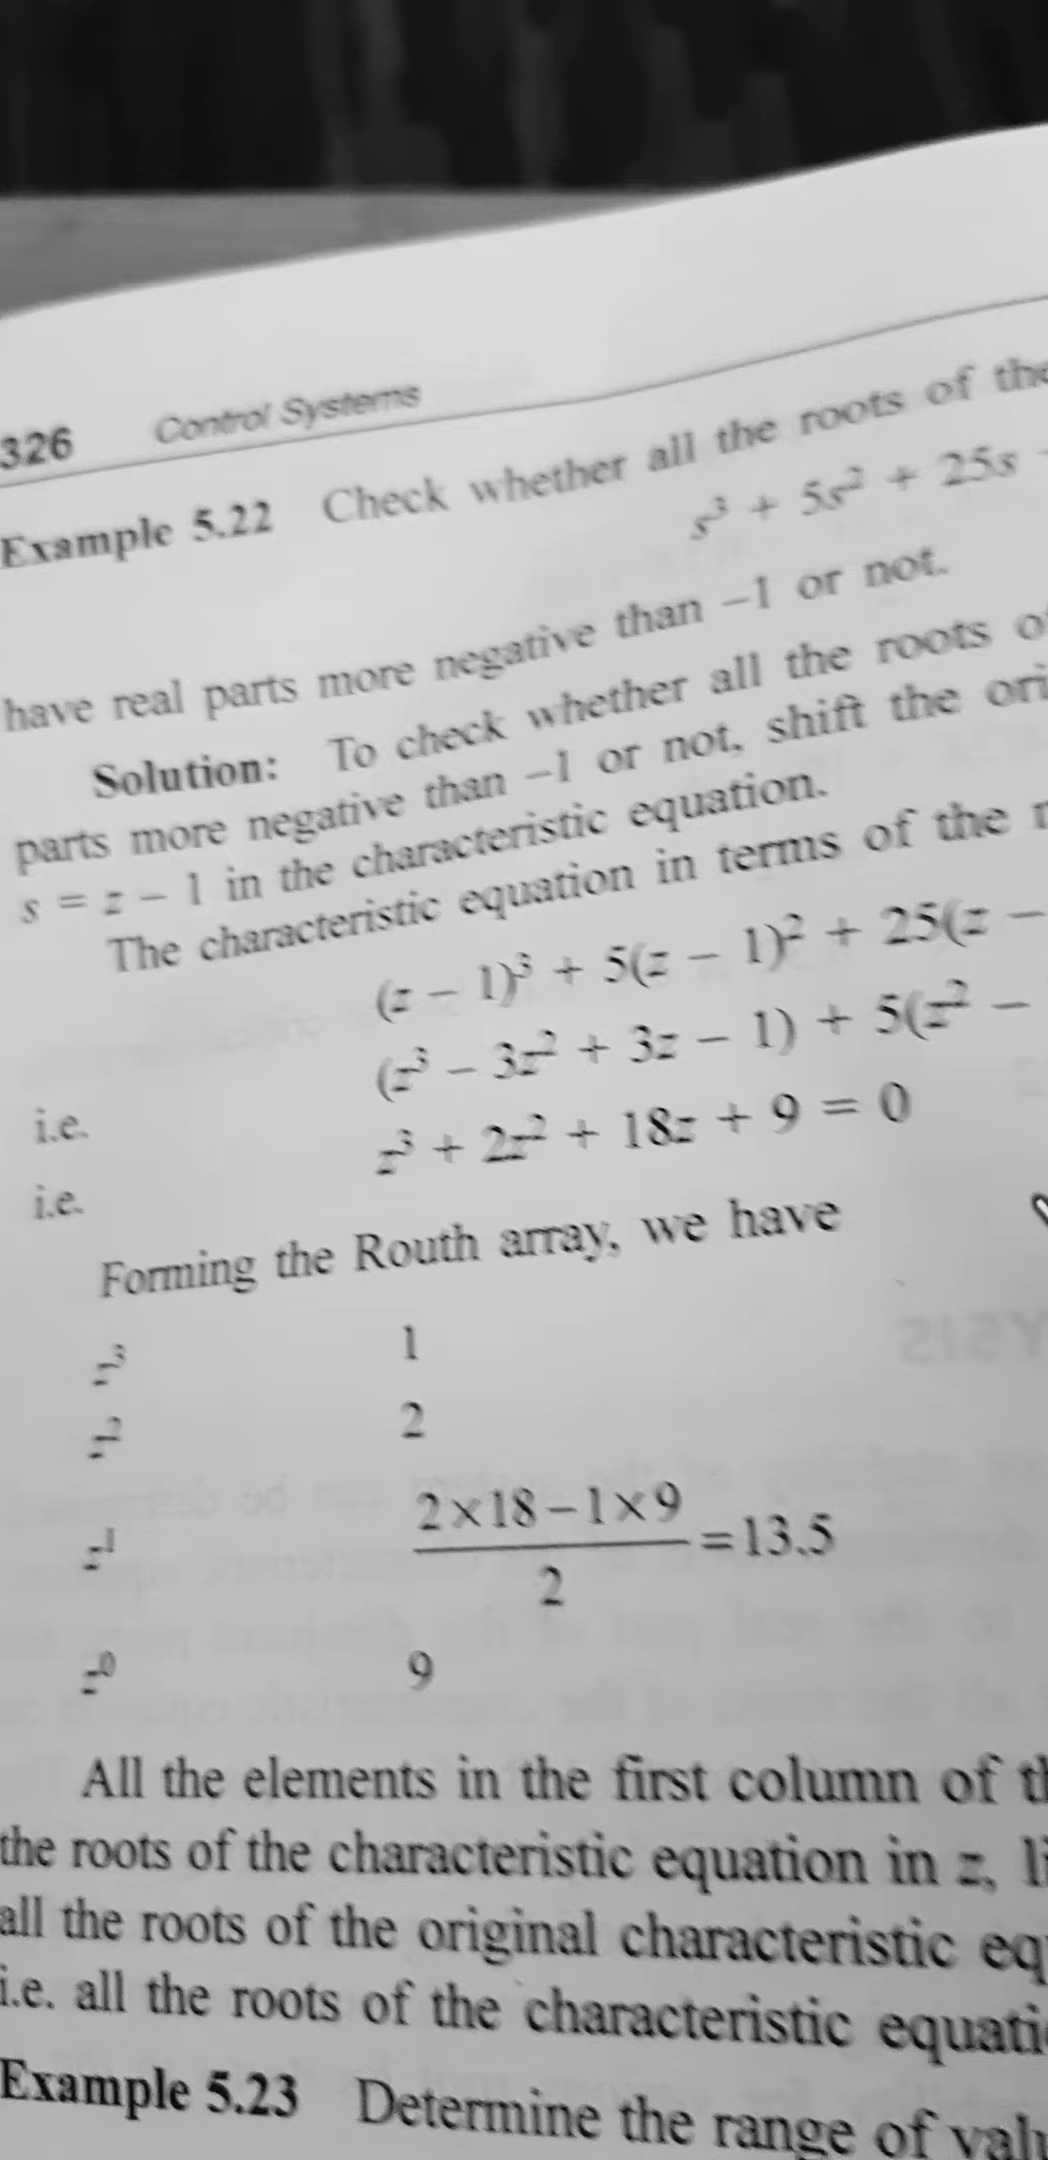 326 Control Systems
Example 5.22 Check whether all the roots of the
s³ + 5s² + 25s
have real parts more negative than –1 or not.
Solution: To check whether all the roots of
parts more negative than –1 or not, shift the
s = z – 1 in the characteristic equation.
The characteristic equation in terms of the
(z – 1)³ + 5(z – 1)² + 25(z –
i.e. (z³ – 3z² + 3z – 1) + 5(z² –
i.e. z³ + 2z² + 18z + 9 = 0
Forming the Routh array, we have
z³ 1
z² 2
z¹ 2×18–1×9 / 2 =13.5
z⁰ 9
All the elements in the first column of
the roots of the characteristic equation in z,
all the roots of the original characteristic
i.e. all the roots of the characteristic
Example 5.23 Determine the range of